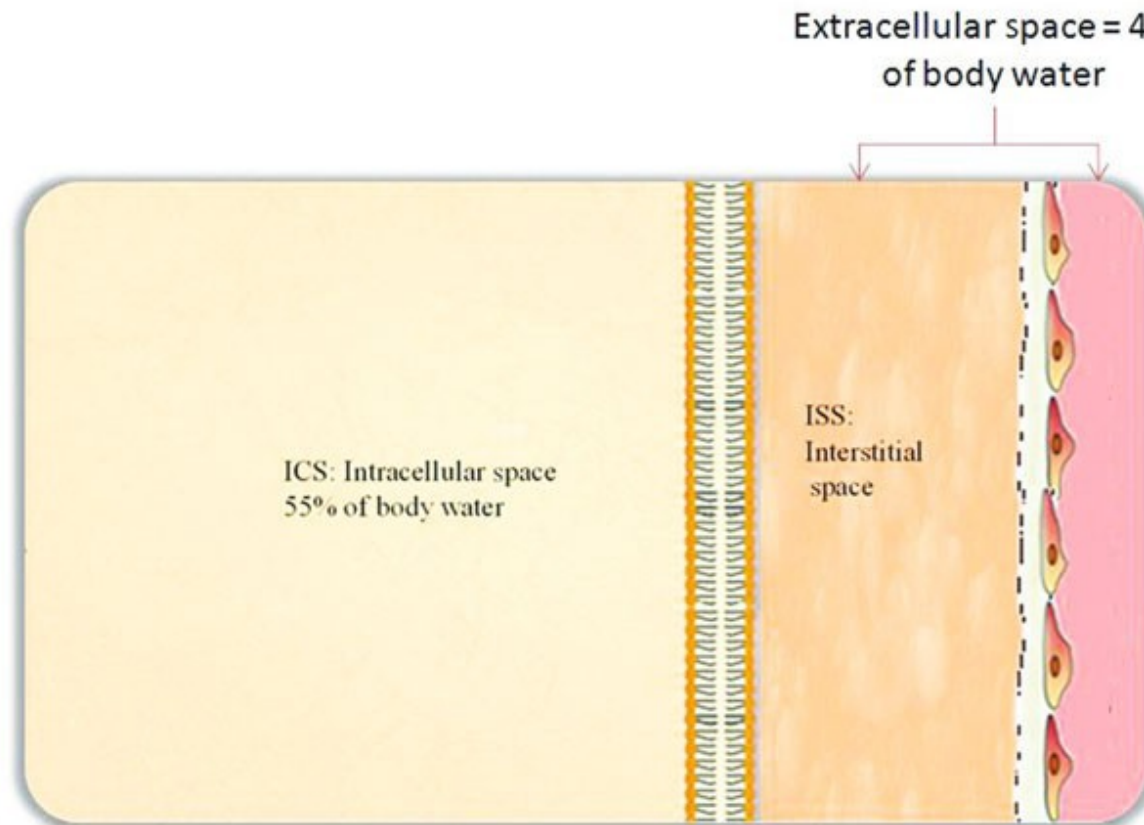 Extracellular space = 4
of body water
ICS: Intracellular space
55% of body water
ISS:
Interstitial
space